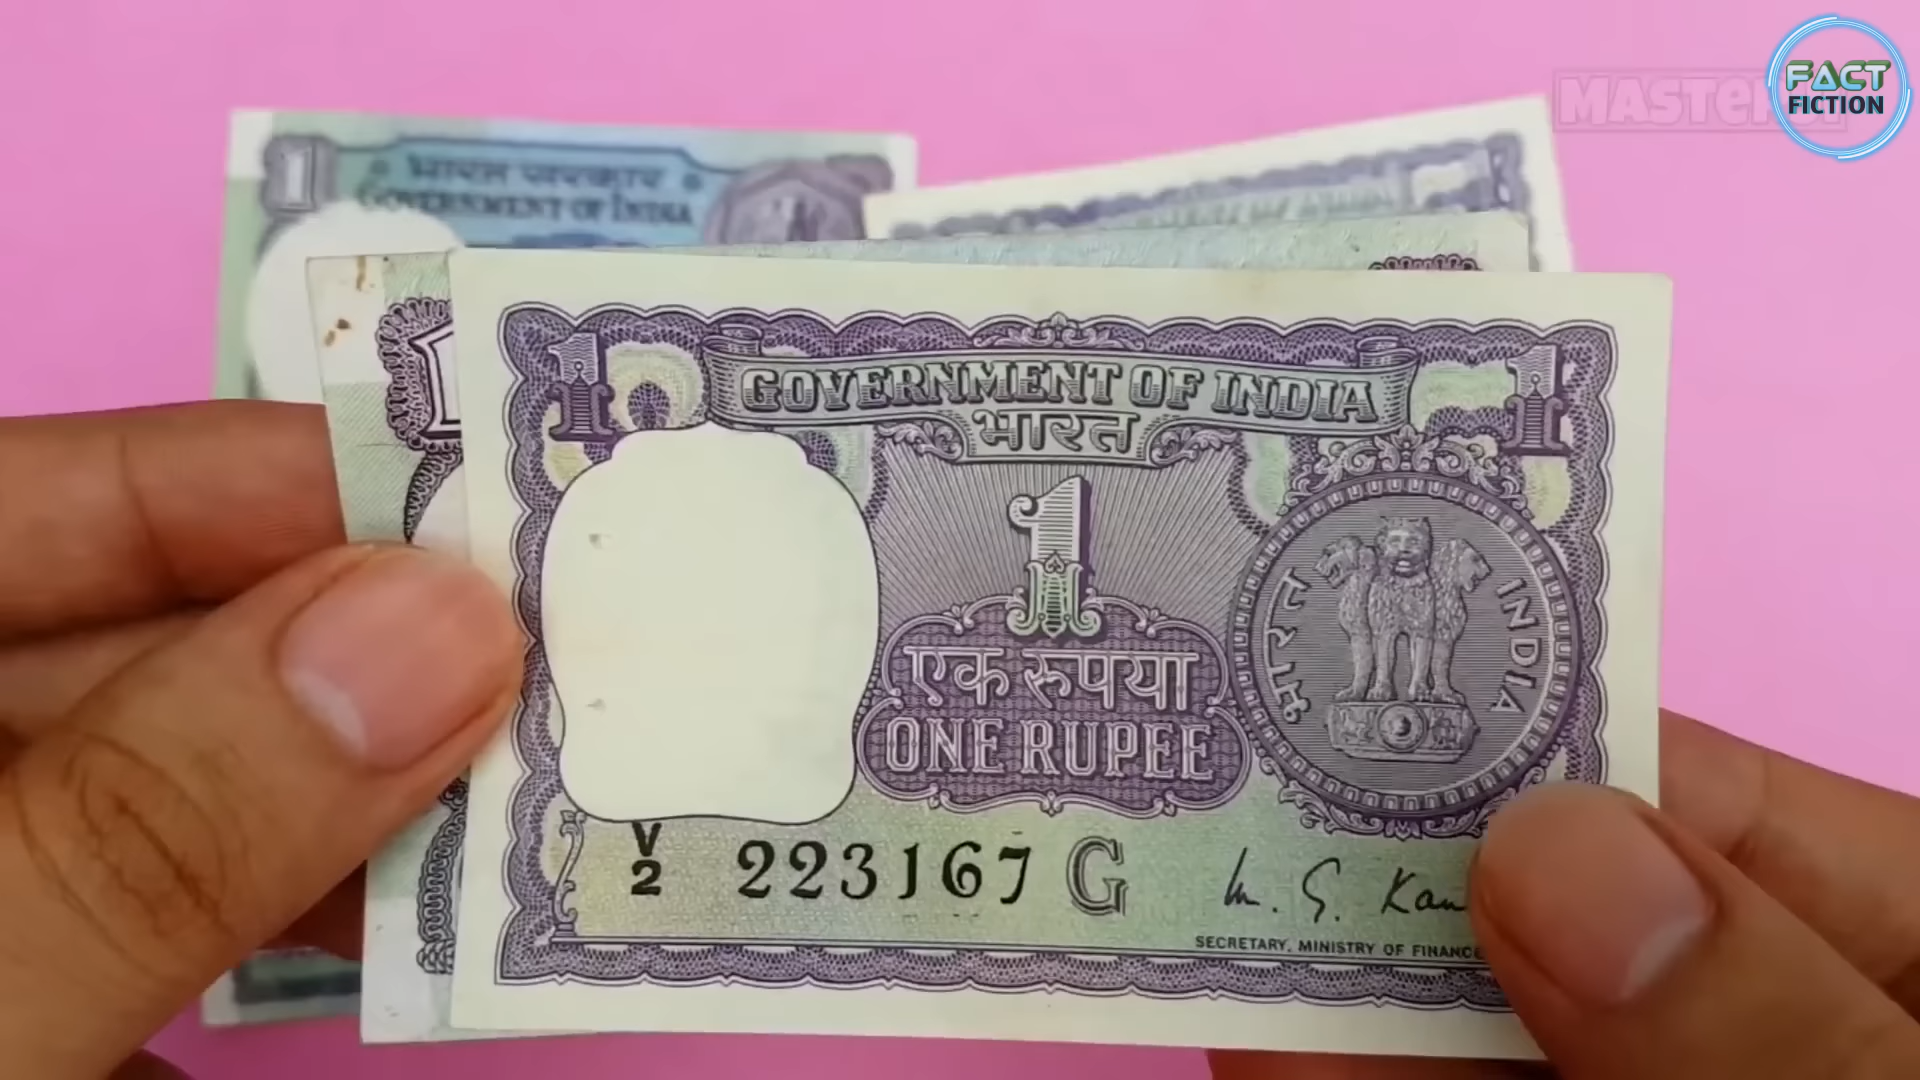 FACT
FICTION
1
भारत सरकार
GOVERNMENT OF INDIA
1
1
GOVERNMENT OF INDIA
भारत
1
एक रुपया
ONE RUPEE
भारत
INDIA
V
2
223167 G
SECRETARY, MINISTRY OF FINANCE